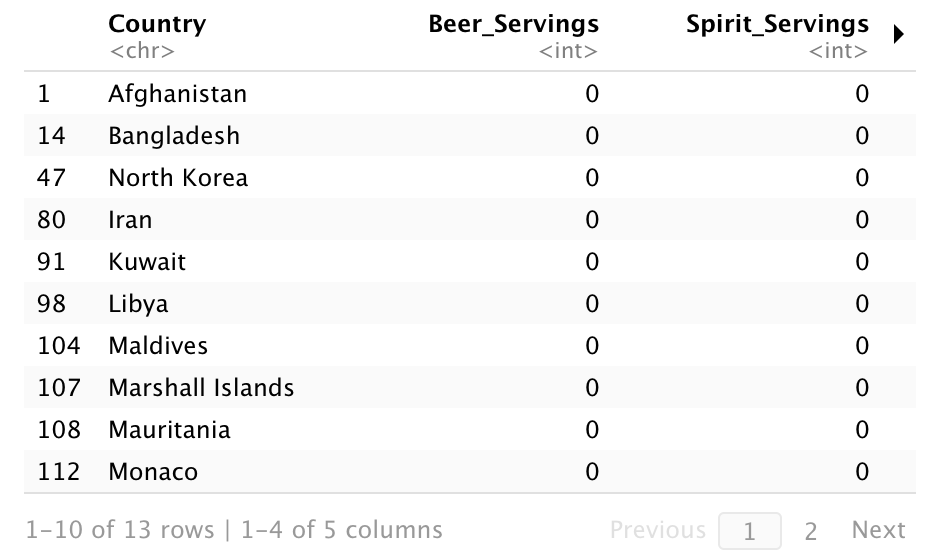 Country Beer_Servings Spirit_Servings
<chr> <int> <int>
1 Afghanistan 0 0
14 Bangladesh 0 0
47 North Korea 0 0
80 Iran 0 0
91 Kuwait 0 0
98 Libya 0 0
104 Maldives 0 0
107 Marshall Islands 0 0
108 Mauritania 0 0
112 Monaco 0 0
1–10 of 13 rows | 1–4 of 5 columns Previous 1 2 Next